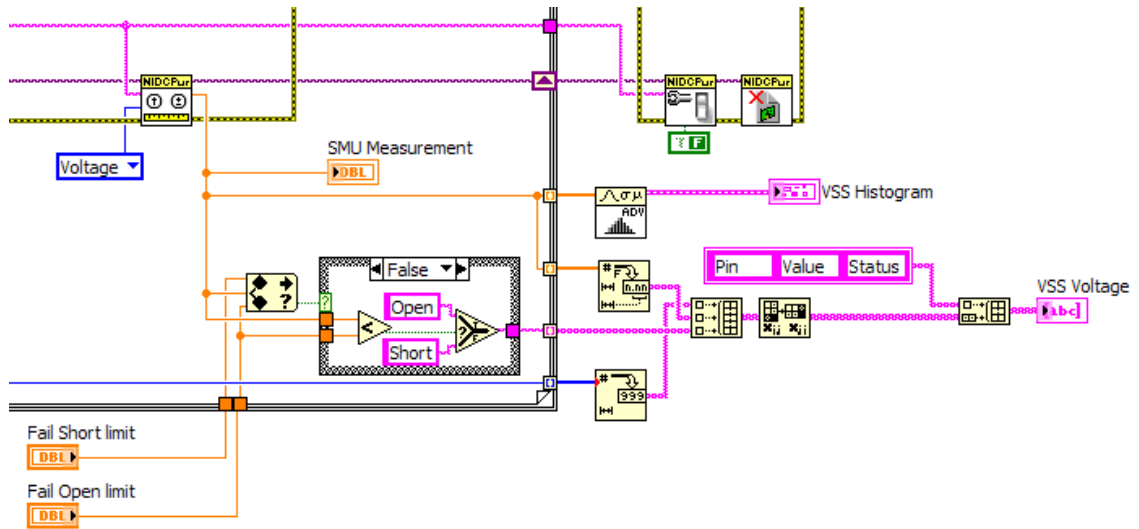 NIDCPwr
NIDCPwr
NIDCPwr
Voltage
SMU Measurement
DBL
? F
σμ
ADV
VSS Histogram
False
?
Open
<
?
Short
?
# F
n.nn
Pin
Value
Status
VSS Voltage
abc
#
999
Fail Short limit
DBL
Fail Open limit
DBL